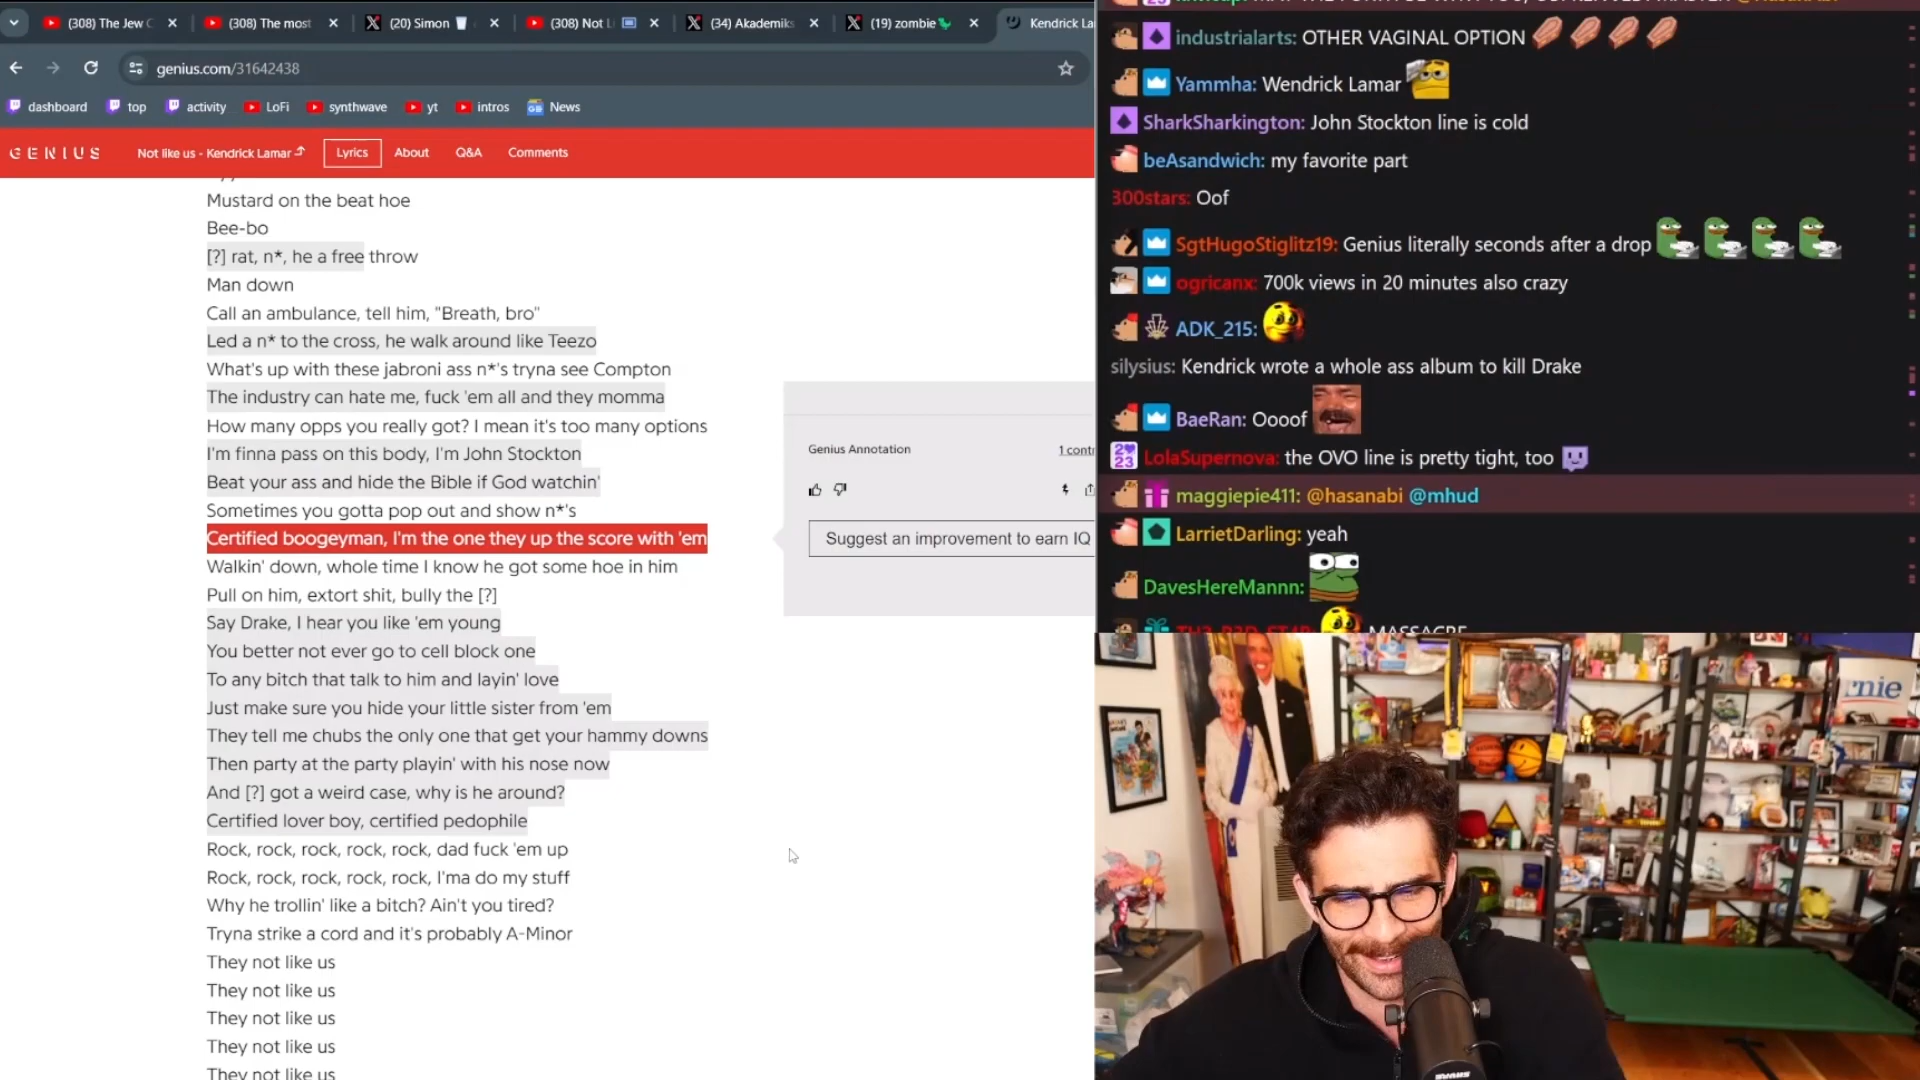 (308) The Jew C
(308) The most
(20) Simon
(308) Not L
(34) Akademiks
(19) zombie
Kendrick La
genius.com/31642438
dashboard
top
activity
LoFi
synthwave
yt
intros
News
GENIUS
Not like us - Kendrick Lamar
Lyrics
About
Q&A
Comments
Mustard on the beat hoe
Bee-bo
[?] rat, n*, he a free throw
Man down
Call an ambulance, tell him, "Breath, bro"
Led a n* to the cross, he walk around like Teezo
What's up with these jabroni ass n*'s tryna see Compton
The industry can hate me, fuck 'em all and they momma
How many opps you really got? I mean it's too many options
I'm finna pass on this body, I'm John Stockton
Beat your ass and hide the Bible if God watchin'
Sometimes you gotta pop out and show n*'s
Certified boogeyman, I'm the one they up the score with 'em
Walkin' down, whole time I know he got some hoe in him
Pull on him, extort shit, bully the [?]
Say Drake, I hear you like 'em young
You better not ever go to cell block one
To any bitch that talk to him and layin' love
Just make sure you hide your little sister from 'em
They tell me chubs the only one that get your hammy downs
Then party at the party playin' with his nose now
And [?] got a weird case, why is he around?
Certified lover boy, certified pedophile
Rock, rock, rock, rock, rock, dad fuck 'em up
Rock, rock, rock, rock, rock, I'ma do my stuff
Why he trollin' like a bitch? Ain't you tired?
Tryna strike a cord and it's probably A-Minor
They not like us
They not like us
They not like us
They not like us
They not like us
Genius Annotation
1 contr
Suggest an improvement to earn IQ
industrialarts: OTHER VAGINAL OPTION
Yammha: Wendrick Lamar
SharkSharkington: John Stockton line is cold
beAsandwich: my favorite part
300stars: Oof
SgtHugoStiglitz19: Genius literally seconds after a drop
ogricanx: 700k views in 20 minutes also crazy
ADK_215:
silysius: Kendrick wrote a whole ass album to kill Drake
BaeRan: Oooof
LolaSupernova: the OVO line is pretty tight, too
maggiepie411: @hasanabi @mhud
LarrietDarling: yeah
DavesHereMannn:
MASSACRE
rnie